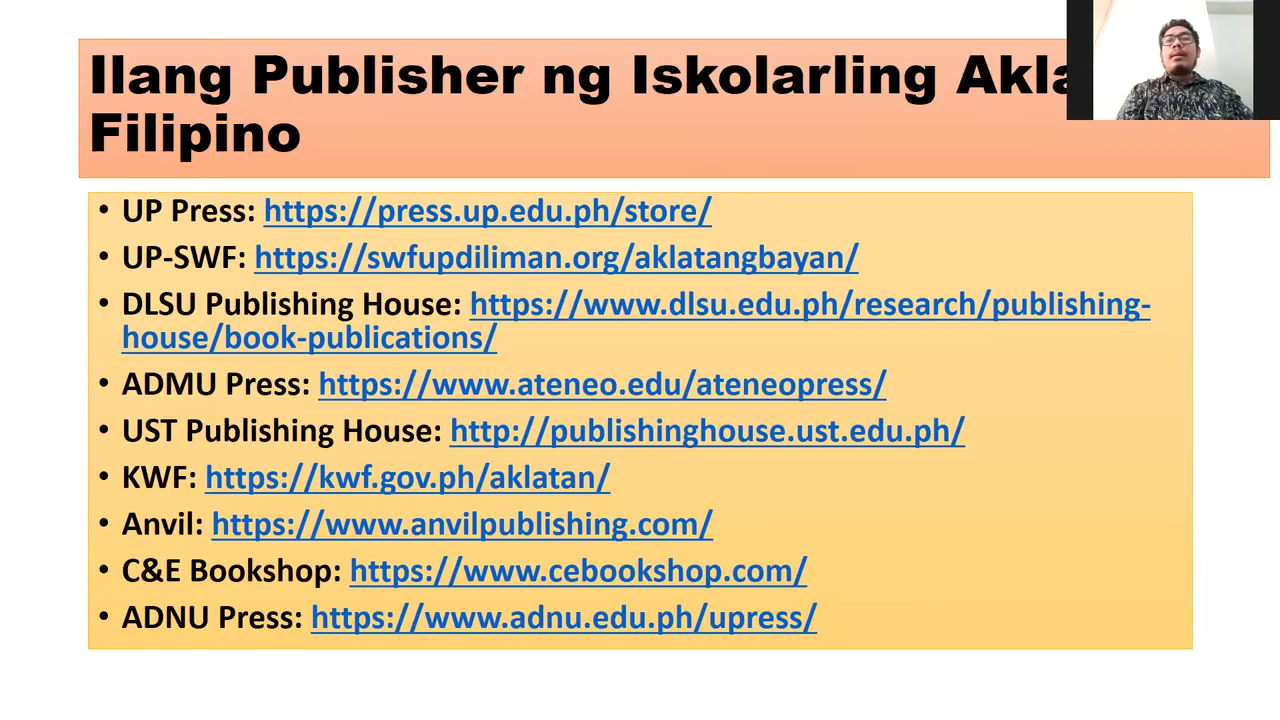 Ilang Publisher ng Iskolarling
Filipino
• UP Press: https://press.up.edu.ph/store/
• UP-SWF: https://swfupdiliman.org/aklatangbayan/
• DLSU Publishing House: https://www.dlsu.edu.ph/research/publishing-
house/book-publications/
• ADMU Press: https://www.ateneo.edu/ateneopress/
• UST Publishing House: http://publishinghouse.ust.edu.ph/
• KWF: https://kwf.gov.ph/aklatan/
• Anvil: https://www.anvilpublishing.com/
• C&E Bookshop: https://www.cebookshop.com/
• ADNU Press: https://www.adnu.edu.ph/upress/